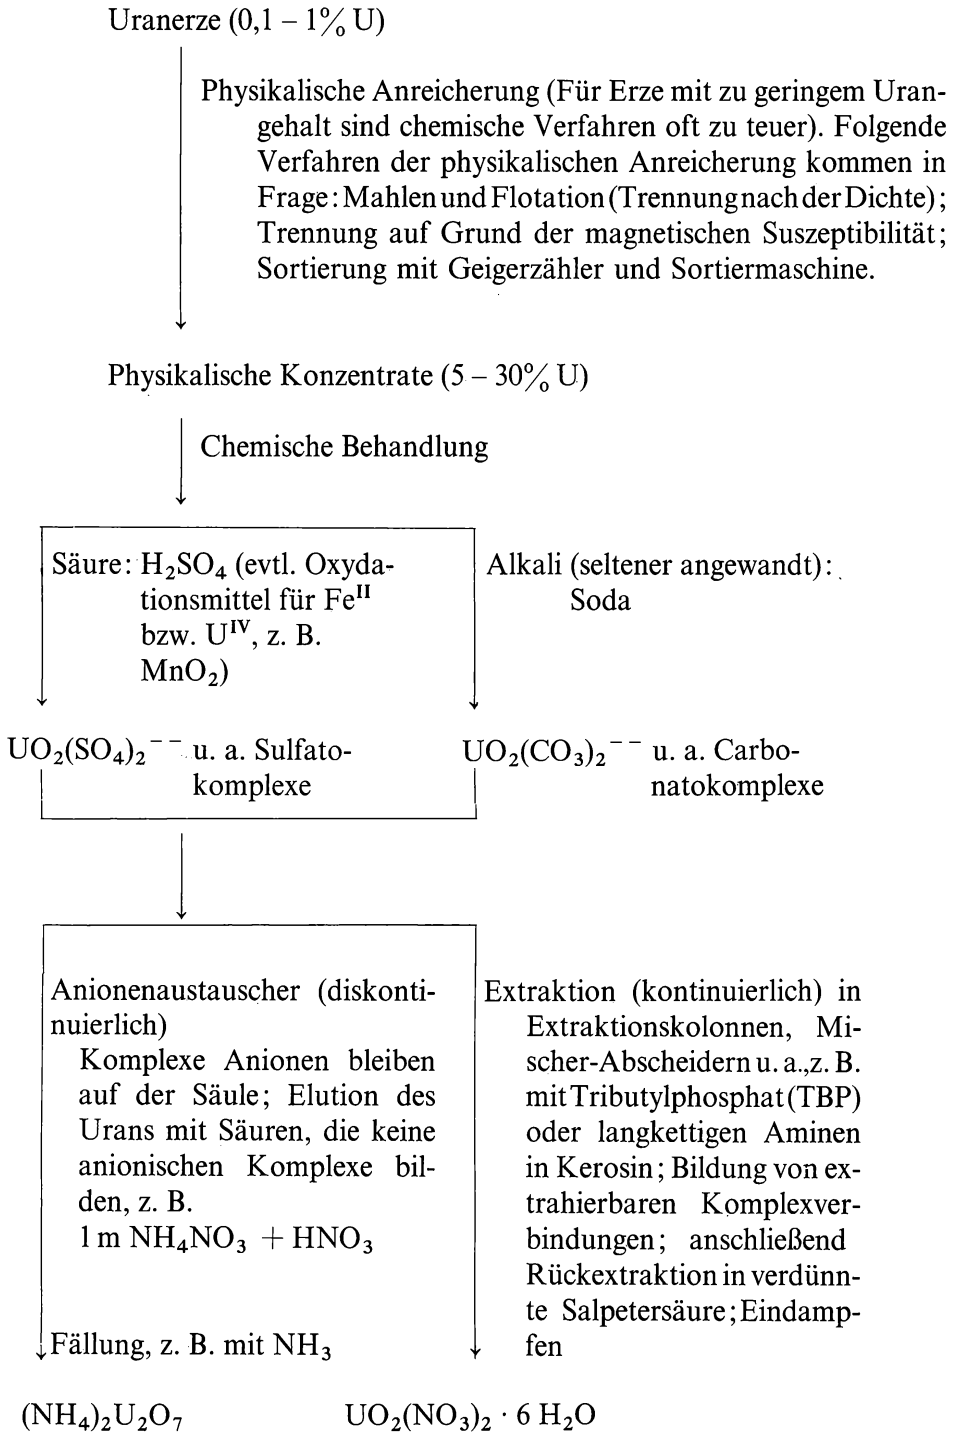 Uranerze (0,1 – 1% U)
Physikalische Anreicherung (Für Erze mit zu geringem Uran-
gehalt sind chemische Verfahren oft zu teuer). Folgende
Verfahren der physikalischen Anreicherung kommen in
Frage: Mahlen und Flotation (Trennung nach der Dichte);
Trennung auf Grund der magnetischen Suszeptibilität;
Sortierung mit Geigerzähler und Sortiermaschine.
Physikalische Konzentrate (5 – 30% U)
Chemische Behandlung
Säure: H₂SO₄ (evtl. Oxyda-
tionsmittel für Feᴵᴵ
bzw. Uᴵⱽ, z. B.
MnO₂)
Alkali (seltener angewandt):
Soda
UO₂(SO₄)₂⁻⁻ u. a. Sulfato-
komplexe
UO₂(CO₃)₂⁻⁻ u. a. Carbo-
natokomplexe
Anionenaustauscher (diskonti-
nuierlich)
Komplexe Anionen bleiben
auf der Säule; Elution des
Urans mit Säuren, die keine
anionischen Komplexe bil-
den, z. B.
1 m NH₄NO₃ + HNO₃
Fällung, z. B. mit NH₃
(NH₄)₂U₂O₇
Extraktion (kontinuierlich) in
Extraktionskolonnen, Mi-
scher-Abscheidern u. a., z. B.
mit Tributylphosphat (TBP)
oder langkettigen Aminen
in Kerosin; Bildung von ex-
trahierbaren Komplexver-
bindungen; anschließend
Rückextraktion in verdünn-
te Salpetersäure; Eindamp-
fen
UO₂(NO₃)₂ · 6 H₂O